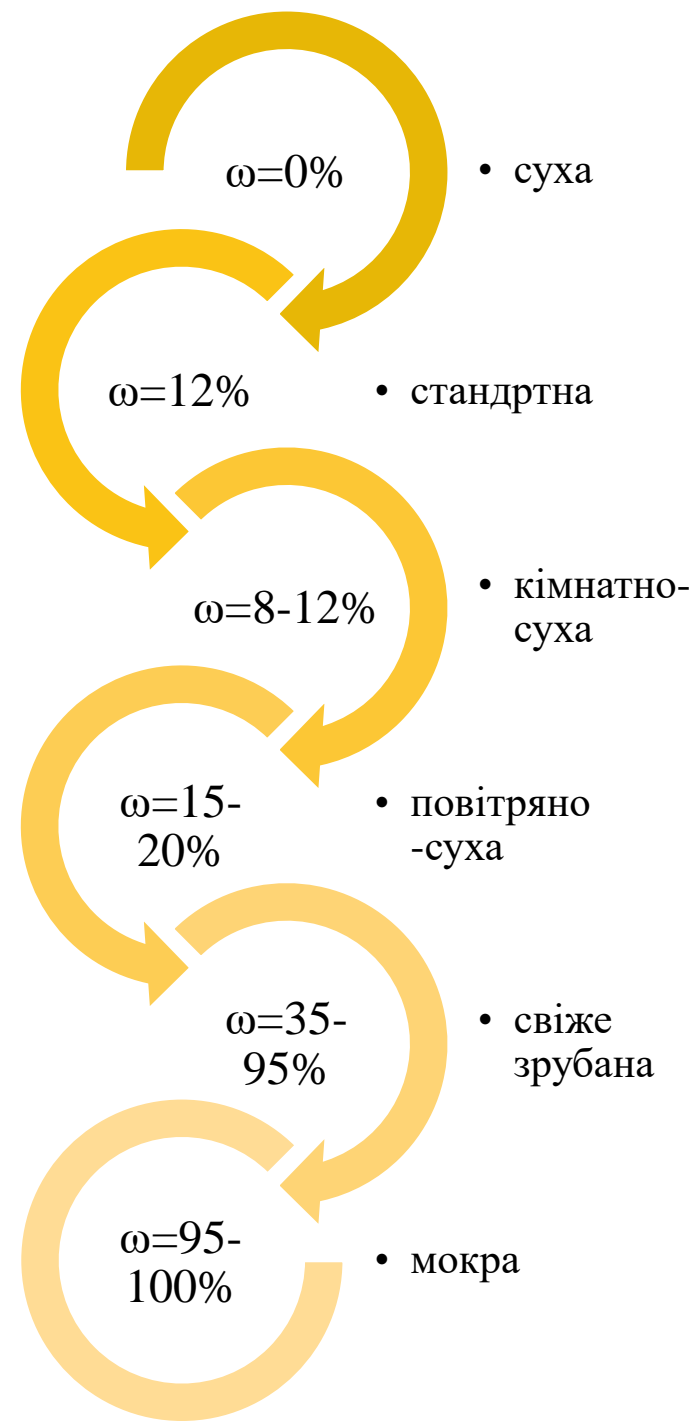 ω=0%
• суха
ω=12%
• стандртна
ω=8-12%
• кімнатно-
суха
ω=15-
20%
• повітряно
-суха
ω=35-
95%
• свіже
зрубана
ω=95-
100%
• мокра